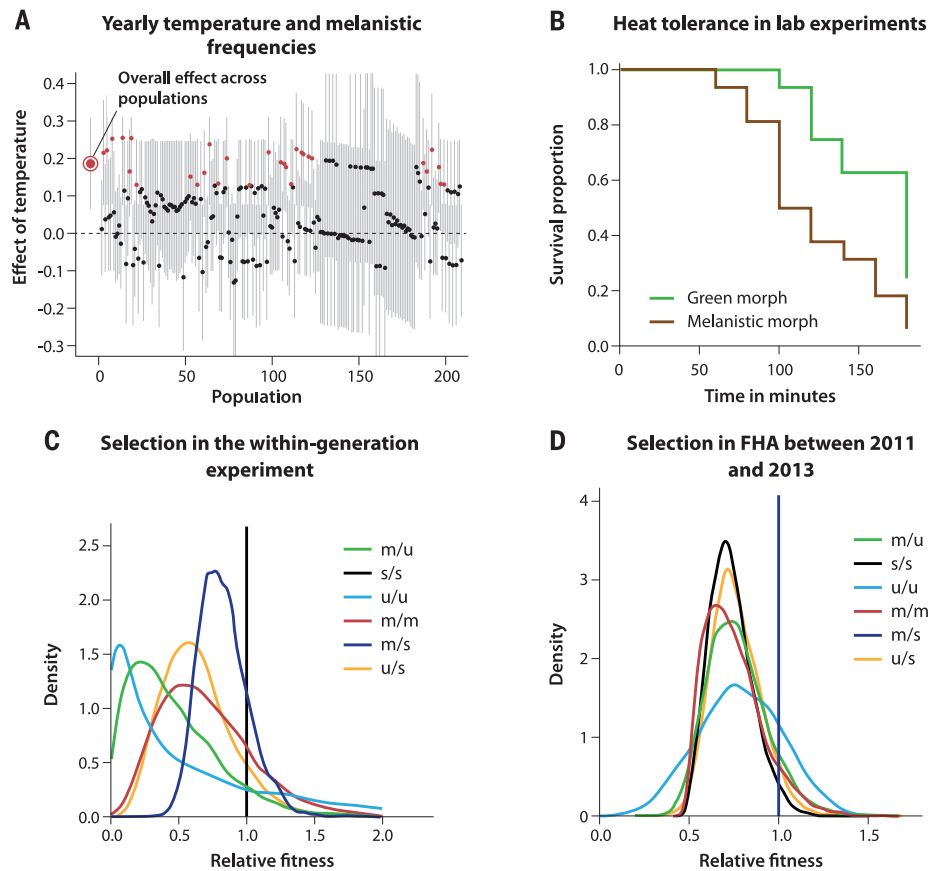 A
Yearly temperature and melanistic
frequencies
Overall effect across
populations
Effect of temperature
0.4
0.3
0.2
0.1
0.0
-0.1
-0.2
-0.3
0
50
100
150
200
Population
B
Heat tolerance in lab experiments
Survival proportion
1.0
0.8
0.6
0.4
0.2
0.0
Green morph
Melanistic morph
0
50
100
150
Time in minutes
C
Selection in the within-generation
experiment
Density
2.5
2.0
1.5
1.0
0.5
0.0
m/u
s/s
u/u
m/m
m/s
u/s
0.0
0.5
1.0
1.5
2.0
Relative fitness
D
Selection in FHA between 2011
and 2013
Density
4
3
2
1
0
m/u
s/s
u/u
m/m
m/s
u/s
0.0
0.5
1.0
1.5
Relative fitness